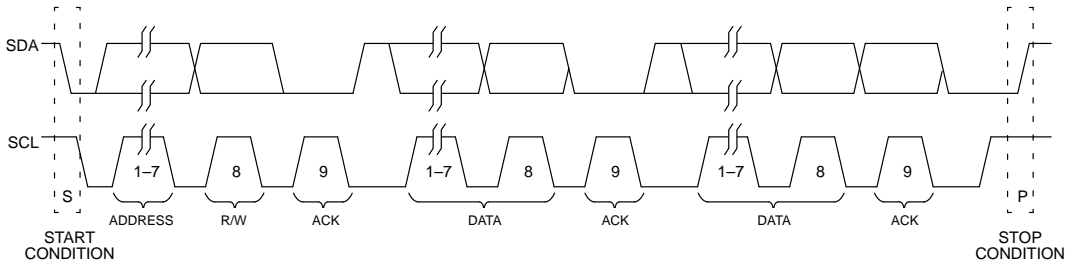 SDA
SCL
1–7 8 9 1–7 8 9 1–7 8 9
S P
ADDRESS R/W ACK DATA ACK DATA ACK
START
CONDITION
STOP
CONDITION